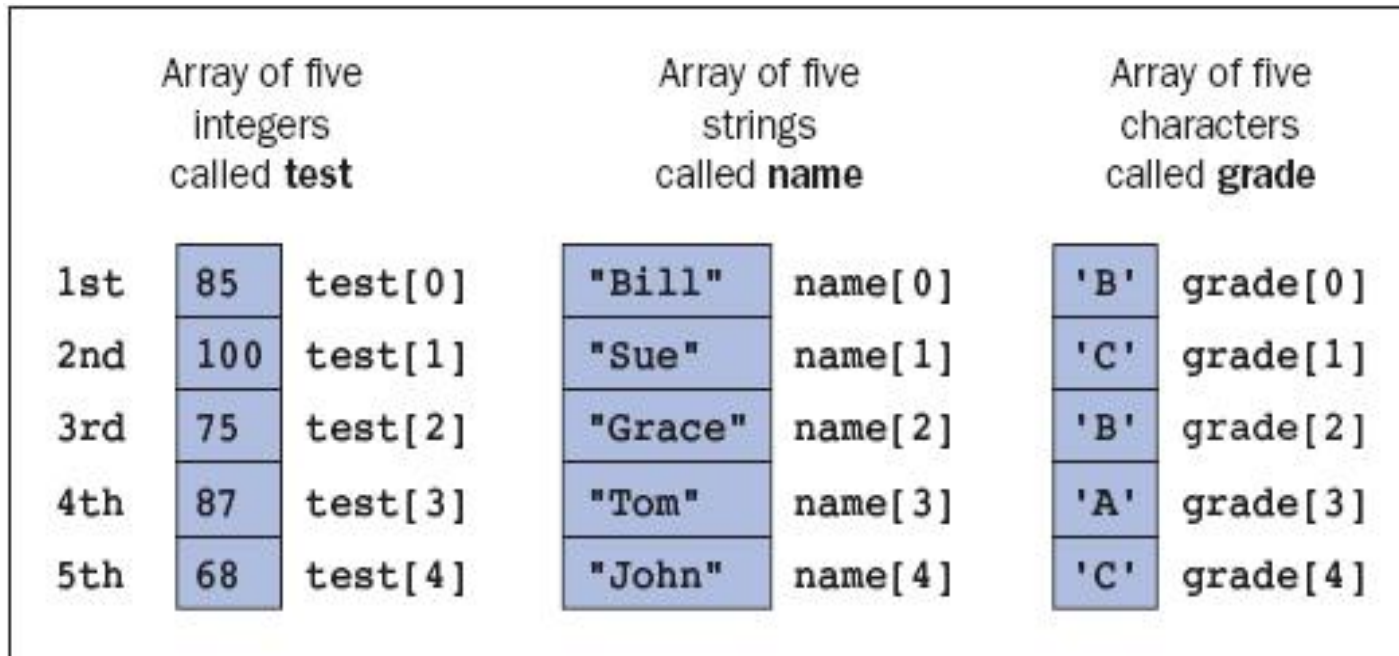 Array of five
integers
called test
Array of five
strings
called name
Array of five
characters
called grade
1st 85 test[0] "Bill" name[0] 'B' grade[0]
2nd 100 test[1] "Sue" name[1] 'C' grade[1]
3rd 75 test[2] "Grace" name[2] 'B' grade[2]
4th 87 test[3] "Tom" name[3] 'A' grade[3]
5th 68 test[4] "John" name[4] 'C' grade[4]